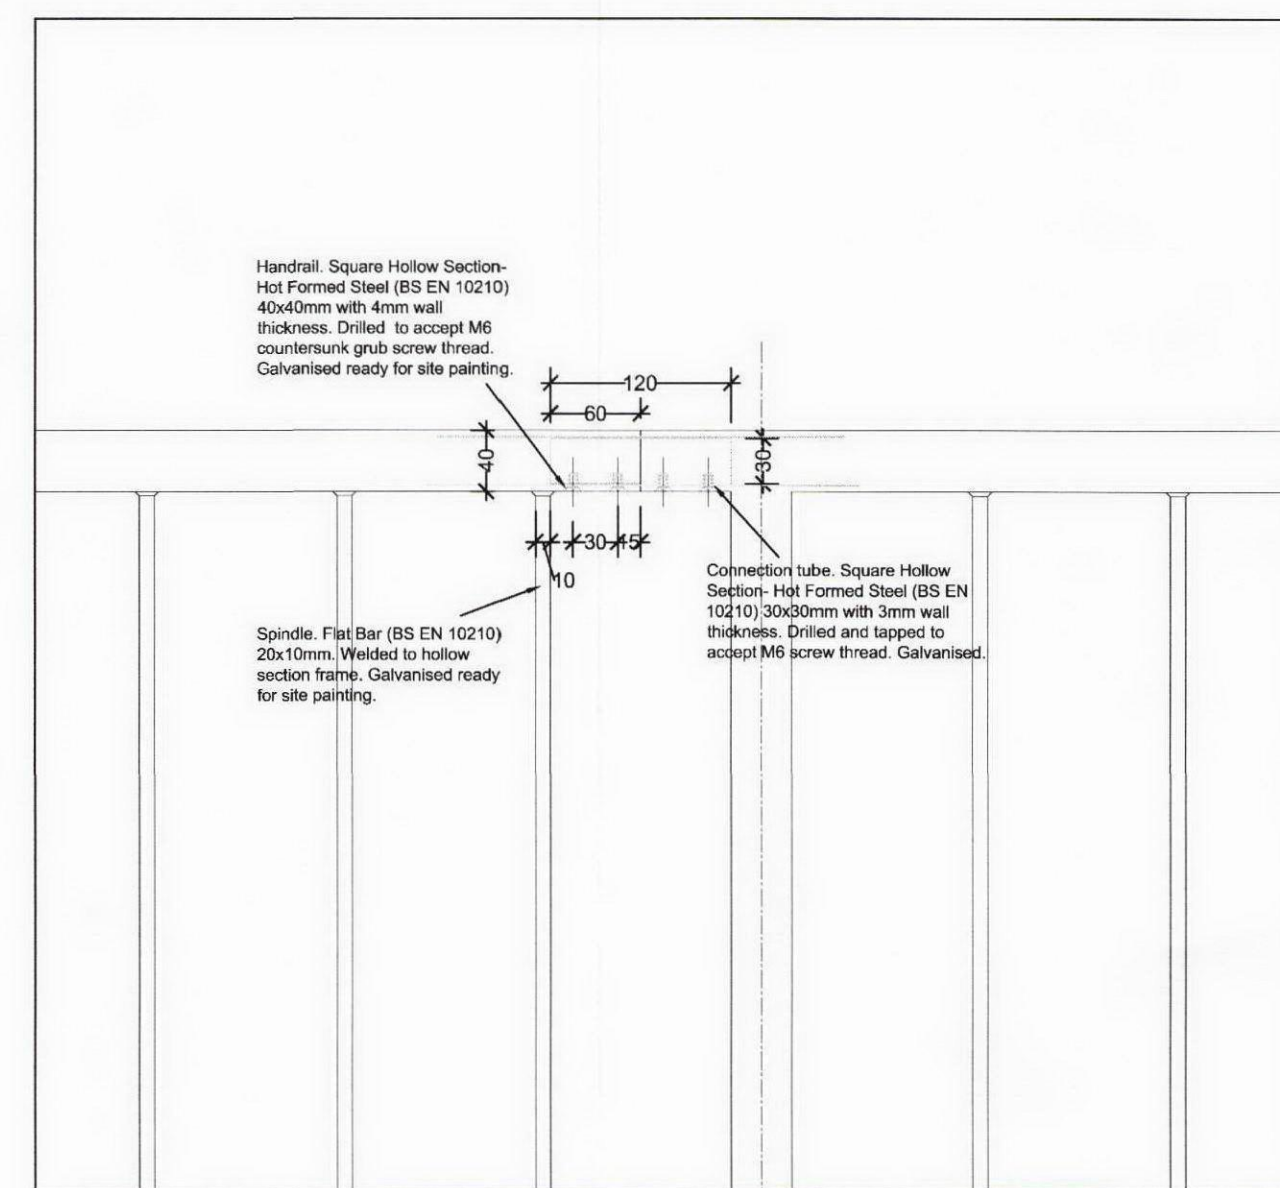 Handrail. Square Hollow Section-
Hot Formed Steel (BS EN 10210)
40x40mm with 4mm wall
thickness. Drilled to accept M6
countersunk grub screw thread.
Galvanised ready for site painting.
120
60
40
30
30
15
10
Connection tube. Square Hollow
Section- Hot Formed Steel (BS EN
10210) 30x30mm with 3mm wall
thickness. Drilled and tapped to
accept M6 screw thread. Galvanised.
Spindle. Flat Bar (BS EN 10210)
20x10mm. Welded to hollow
section frame. Galvanised ready
for site painting.